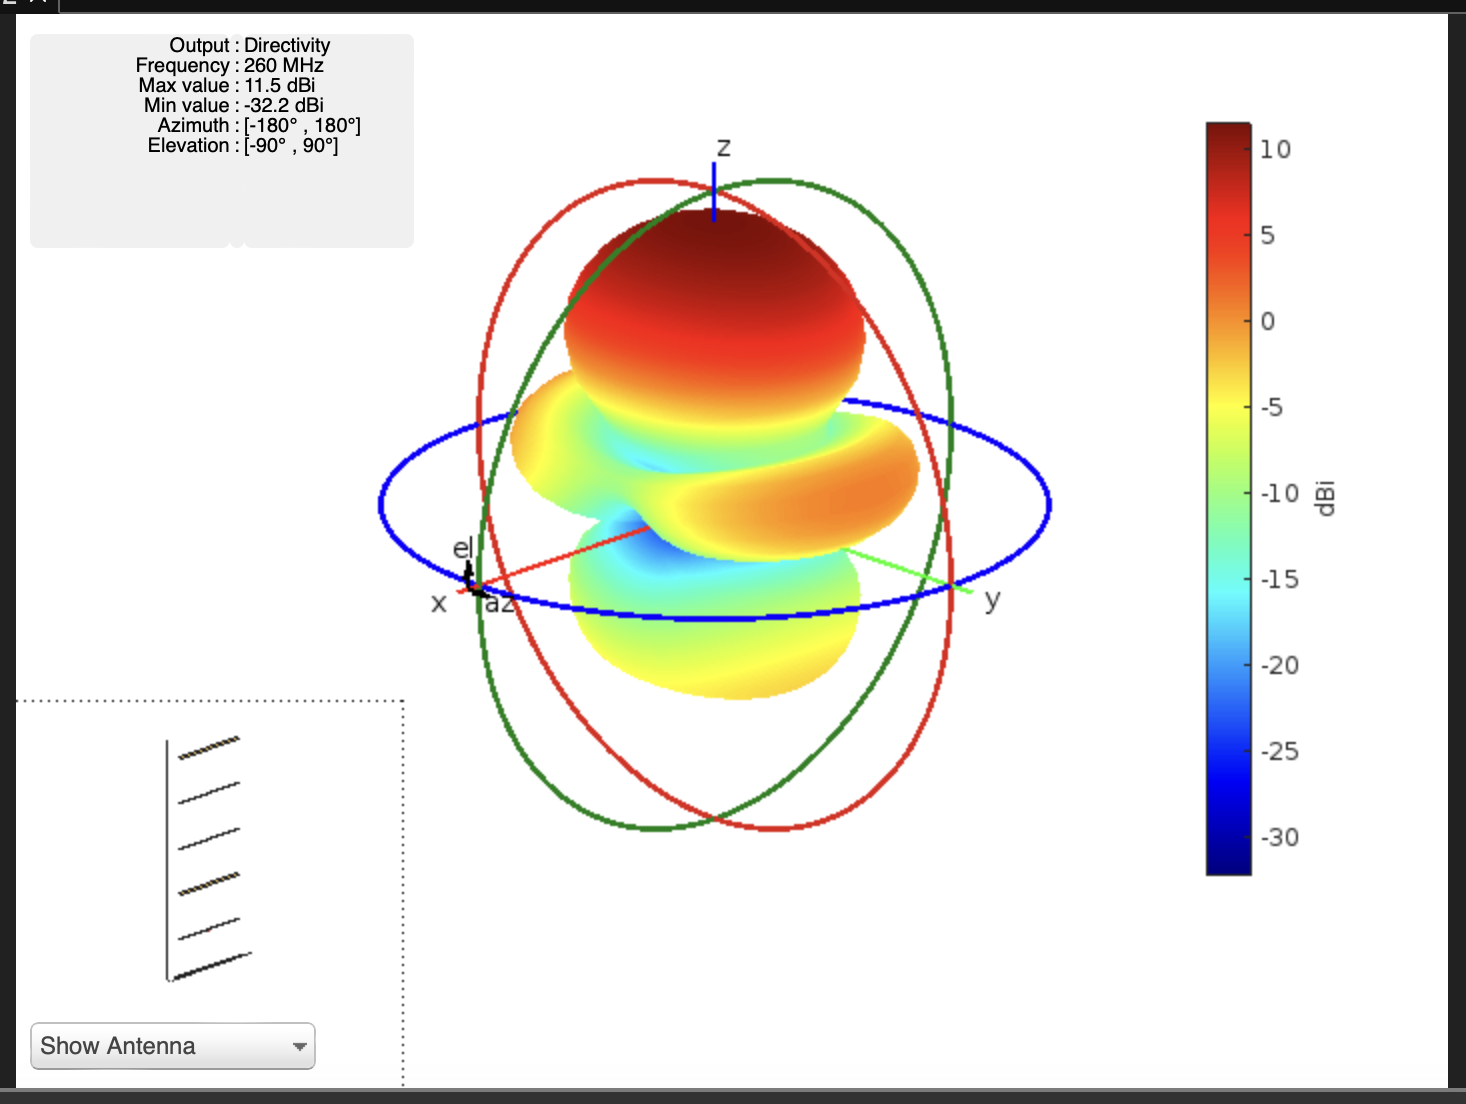 Output : Directivity
Frequency : 260 MHz
Max value : 11.5 dBi
Min value : -32.2 dBi
Azimuth : [-180° , 180°]
Elevation : [-90° , 90°]
z
el
x
az
y
10
5
0
-5
-10
-15
-20
-25
-30
dBi
Show Antenna